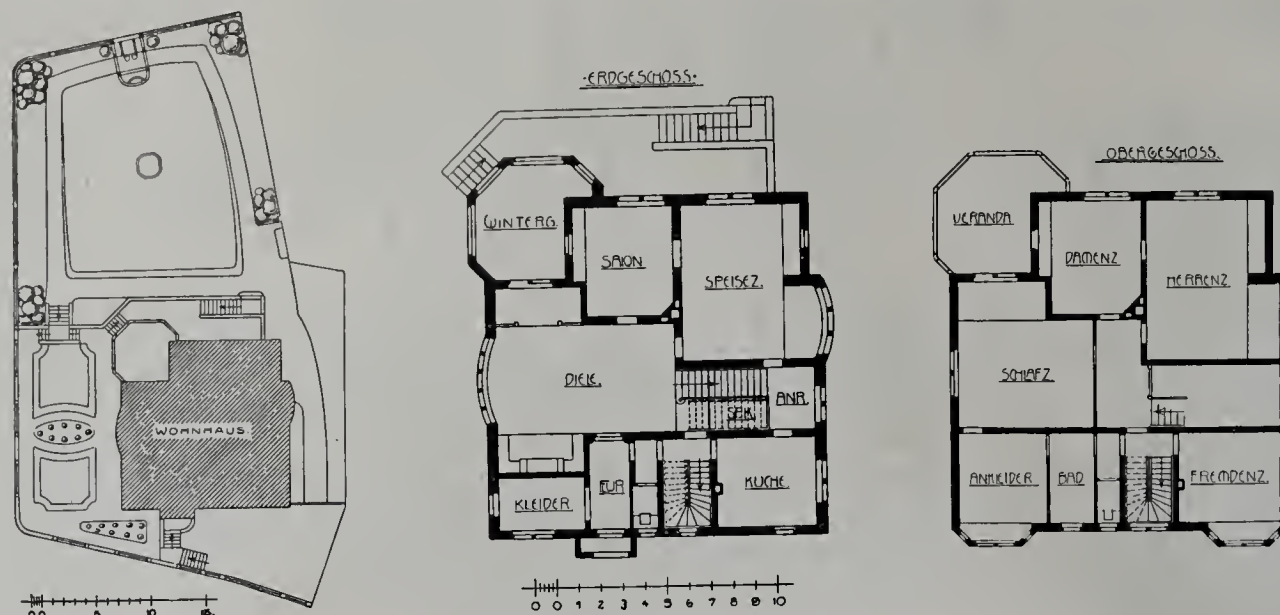 WOHNHAUS.
·ERDGESCHOSS·
WINTERG.
SALON
SPEISEZ.
DIELE.
ANR.
KLEIDER
FLUR
KÜCHE.
0 0 1 2 3 4 5 6 7 8 9 10
OBERGESCHOSS.
VERANDA
DAMENZ.
HERRENZ.
SCHLAFZ.
ANKLEIDER
BAD
FREMDENZ.